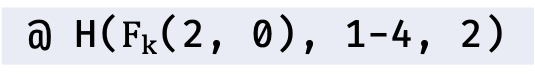 @ H(Fₖ(2, 0), 1-4, 2)